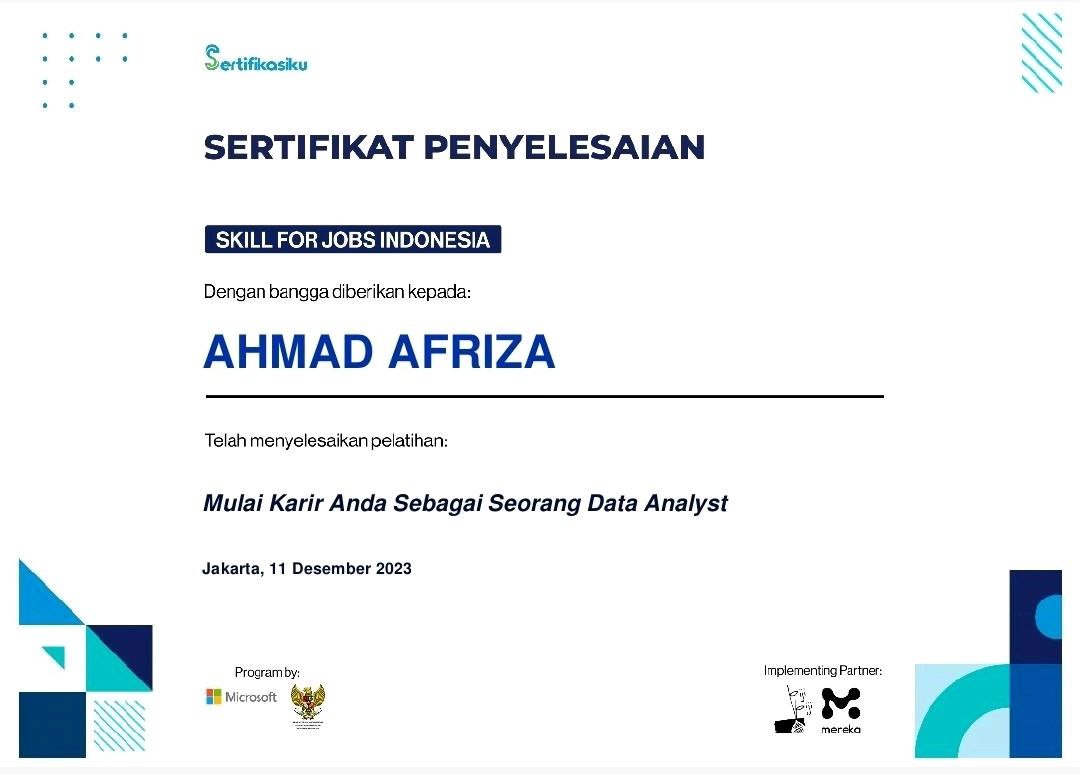 Sertifikasiku
SERTIFIKAT PENYELESAIAN
SKILL FOR JOBS INDONESIA
Dengan bangga diberikan kepada:
AHMAD AFRIZA
Telah menyelesaikan pelatihan:
Mulai Karir Anda Sebagai Seorang Data Analyst
Jakarta, 11 Desember 2023
Program by:
Microsoft
Implementing Partner:
mereka